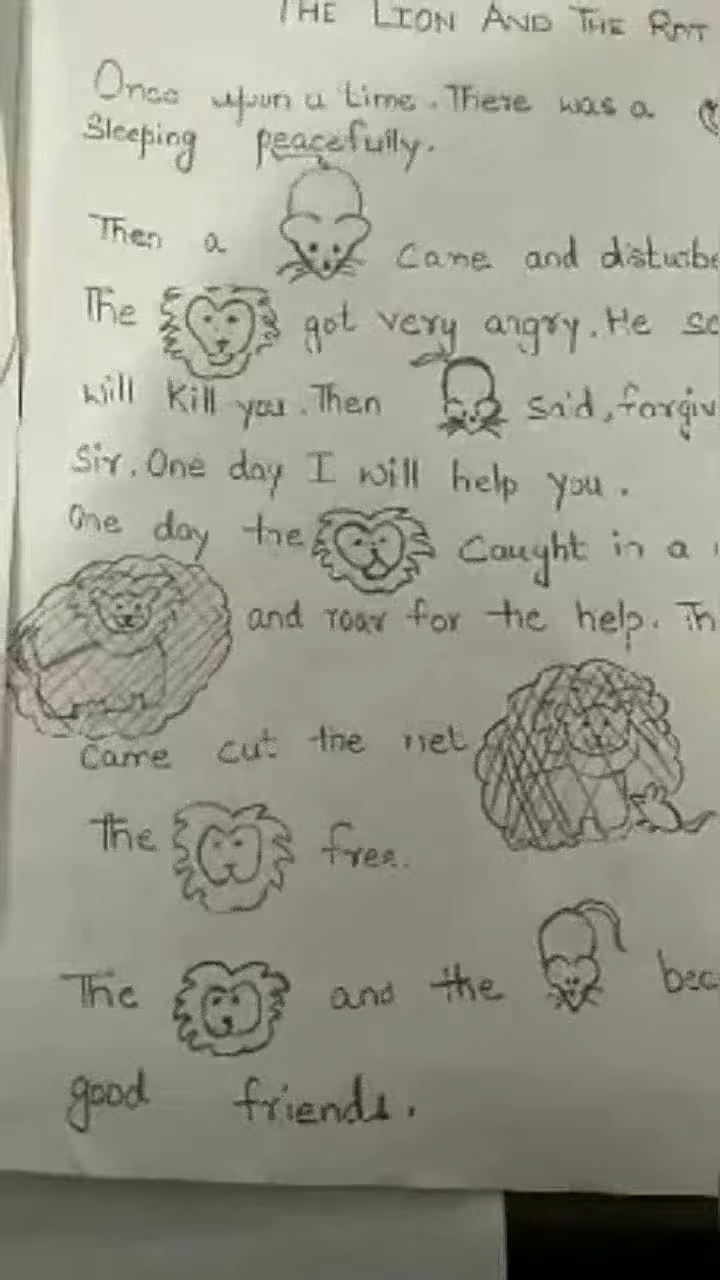 THE LION AND THE RAT
Once upon a time. There was a
Sleeping peacefully.
Then a came and disturbe
The got very angry. He sc
will kill you. Then said, forgiv
Sir. One day I will help you.
One day the caught in a
and roar for the help. Th
came cut the net
the free.
The and the bec
good friends.